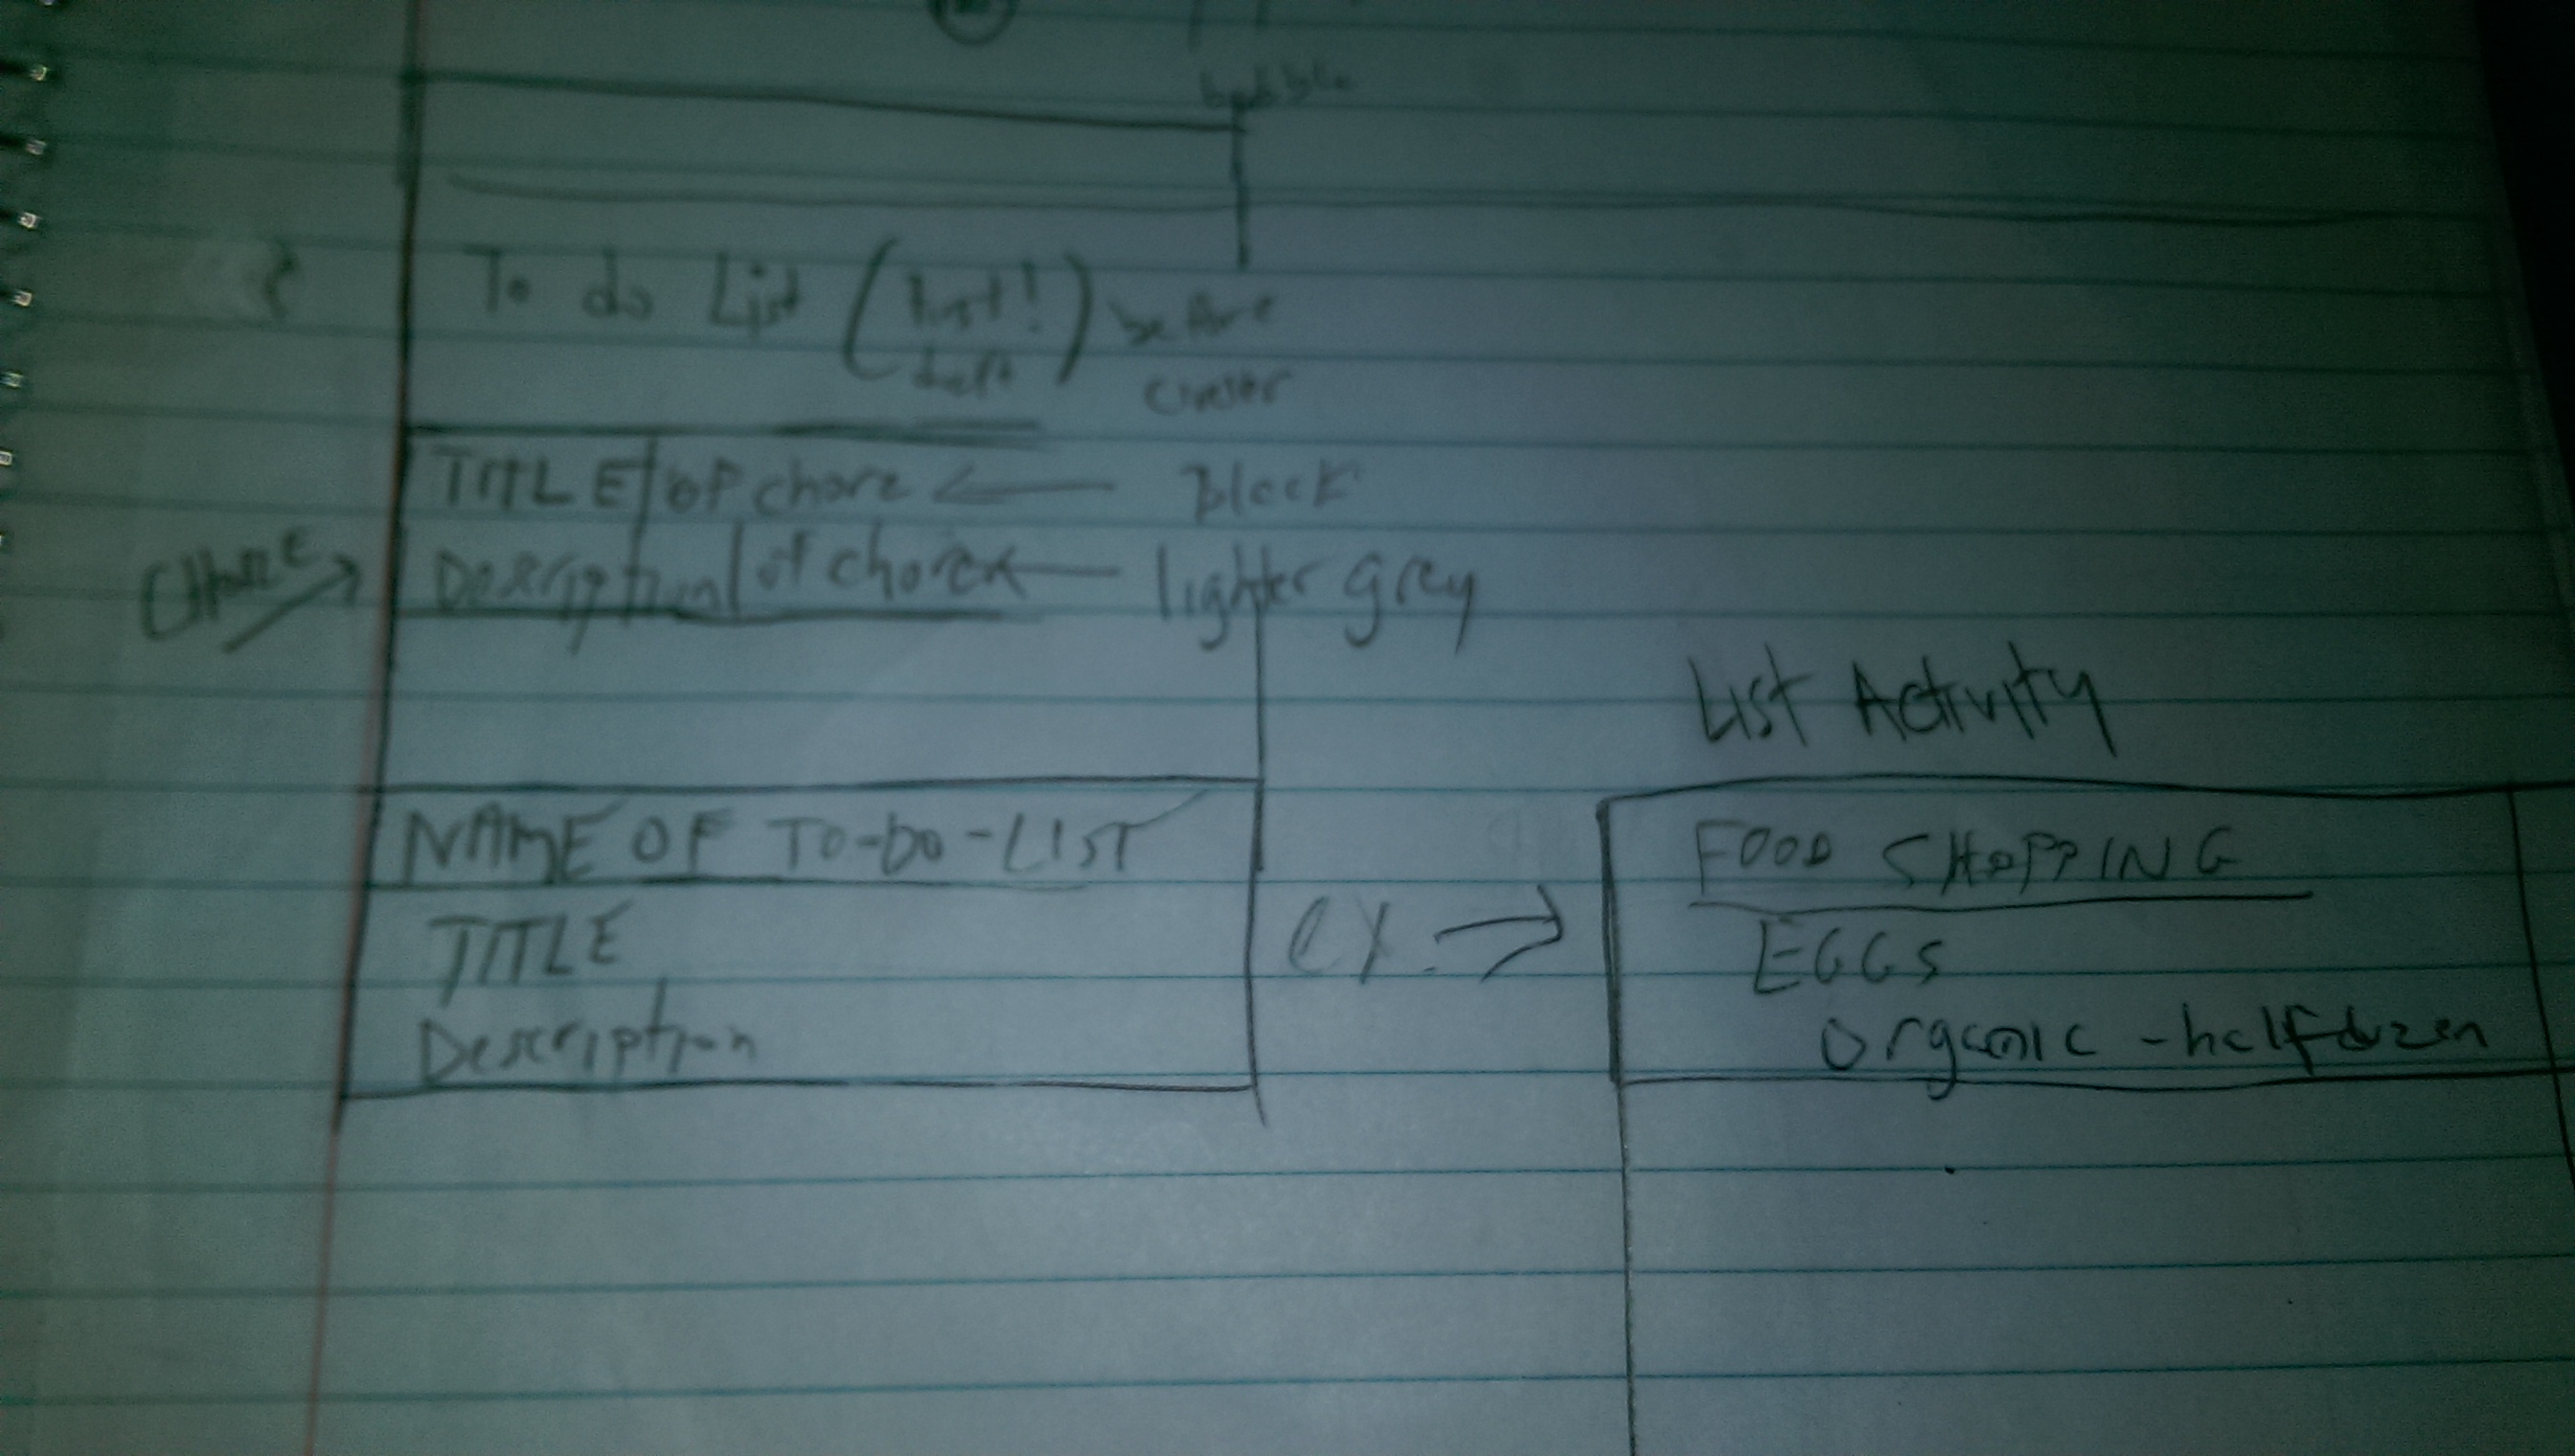 bubble
To do List (first! draft) before
TITLE of chore ← Black
CHORE → Description of chore ← lighter grey
List Activity
NAME OF TO-DO-LIST
FOOD SHOPPING
TITLE
ex. →
EGGS
Description
organic - half dozen